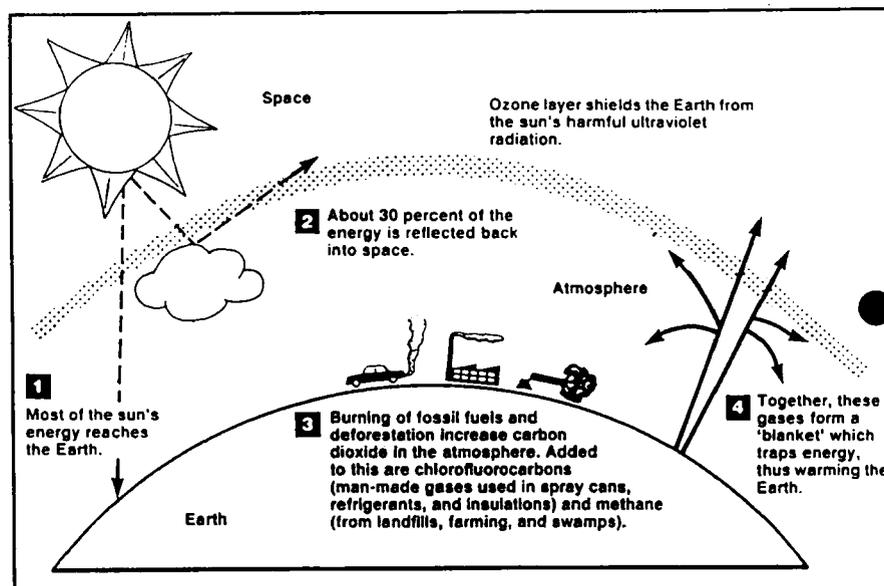 Space
Ozone layer shields the Earth from
the sun's harmful ultraviolet
radiation.
2 About 30 percent of the
energy is reflected back
into space.
Atmosphere
1
Most of the sun's
energy reaches
the Earth.
3 Burning of fossil fuels and
deforestation increase carbon
dioxide in the atmosphere. Added
to this are chlorofluorocarbons
(man-made gases used in spray cans,
refrigerants, and insulations) and methane
(from landfills, farming, and swamps).
4 Together, these
gases form a
'blanket' which
traps energy,
thus warming the
Earth.
Earth